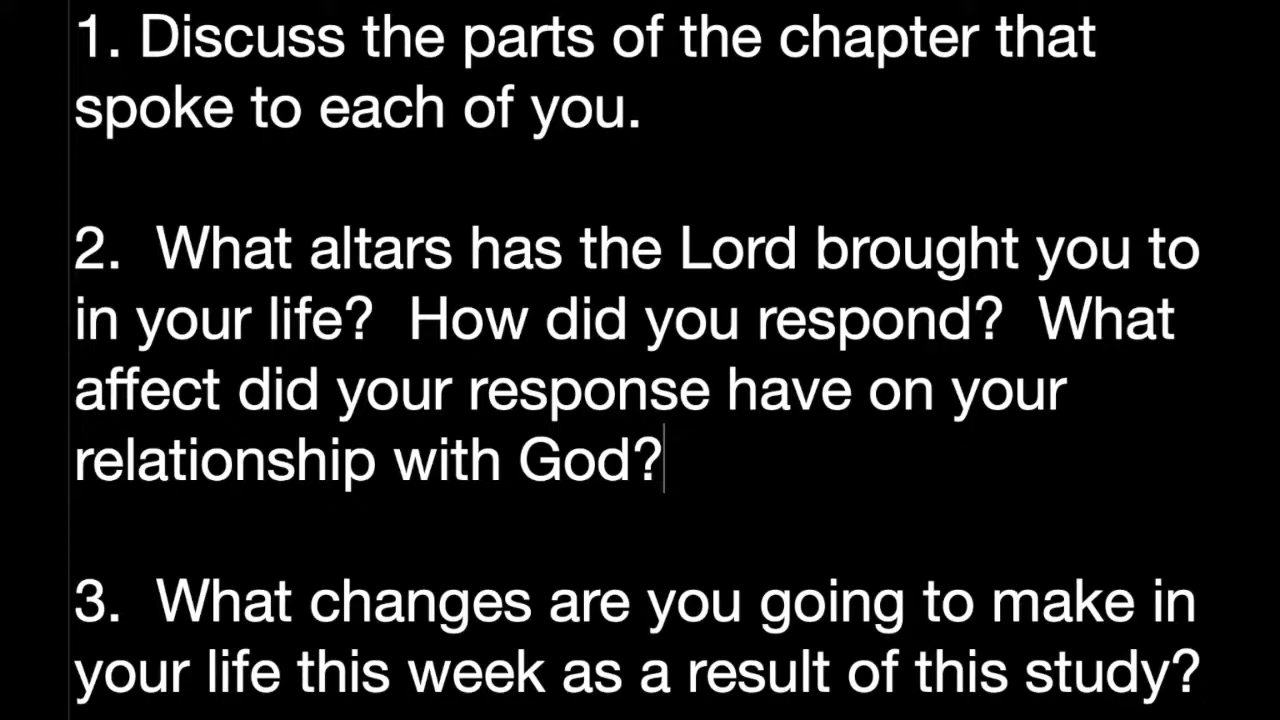 1. Discuss the parts of the chapter that
spoke to each of you.
2.  What altars has the Lord brought you to
in your life?  How did you respond?  What
affect did your response have on your
relationship with God?
3.  What changes are you going to make in
your life this week as a result of this study?